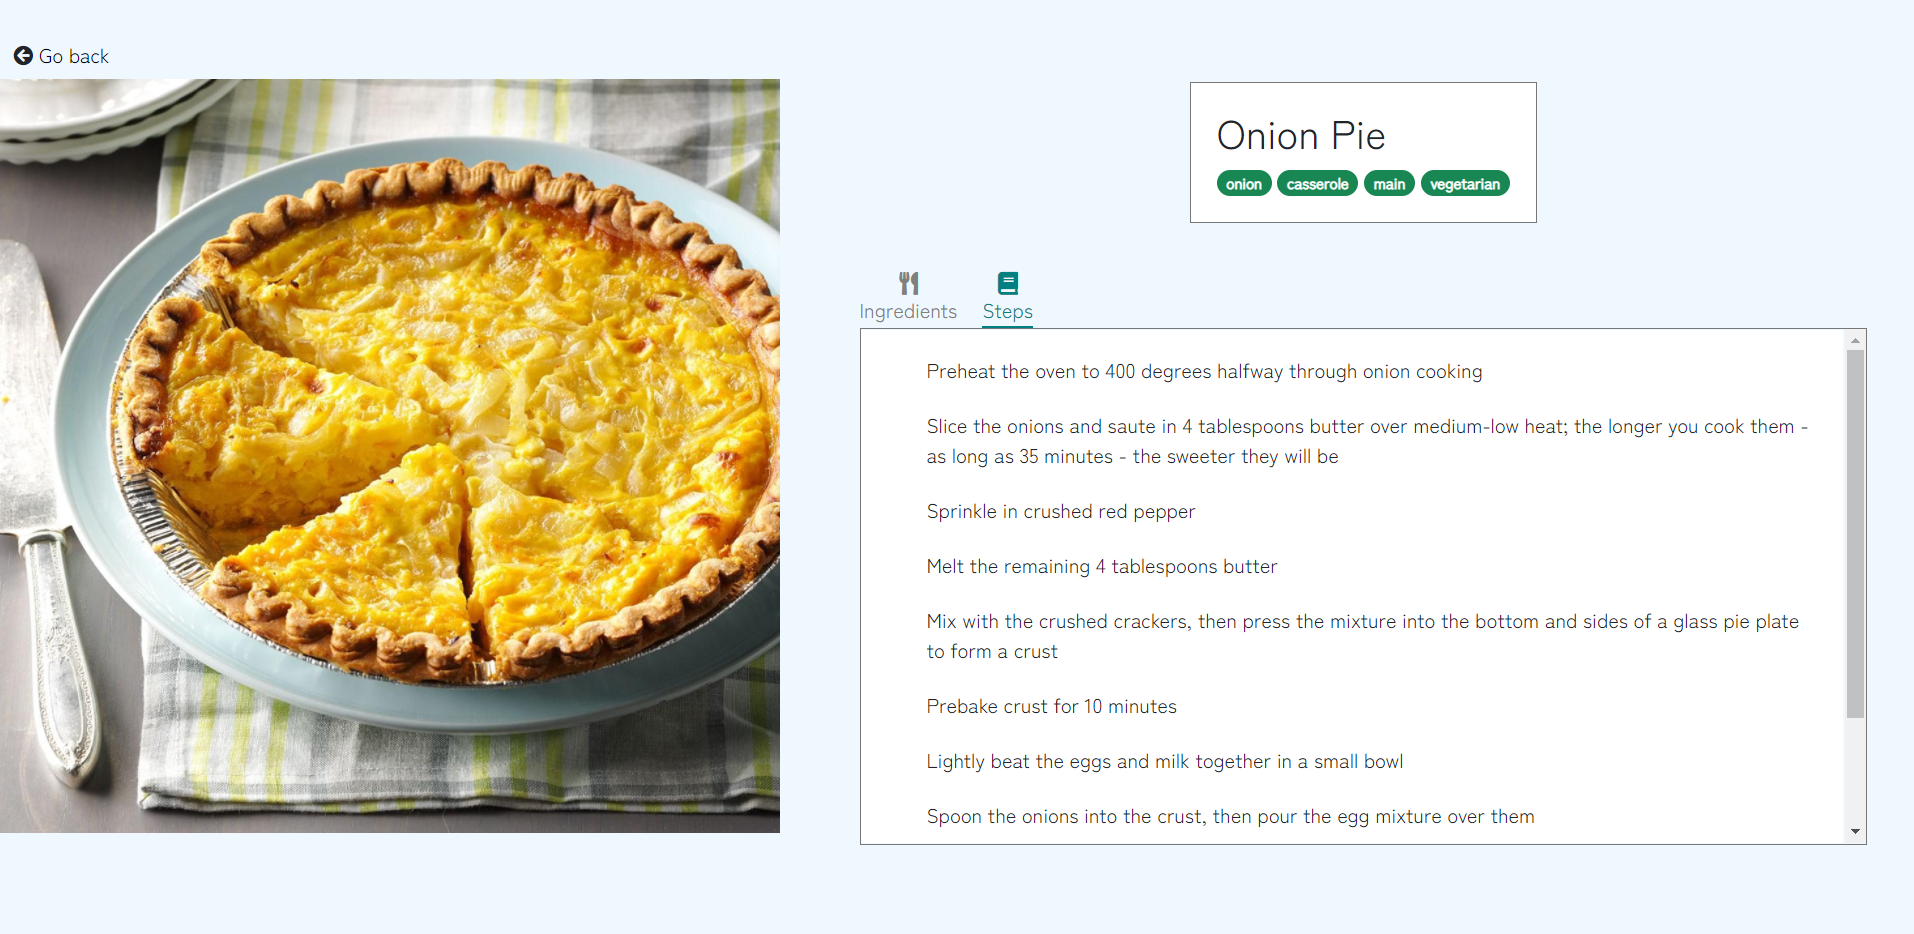 Go back
Onion Pie
onion casserole main vegetarian
Ingredients Steps
Preheat the oven to 400 degrees halfway through onion cooking
Slice the onions and saute in 4 tablespoons butter over medium-low heat; the longer you cook them -
as long as 35 minutes - the sweeter they will be
Sprinkle in crushed red pepper
Melt the remaining 4 tablespoons butter
Mix with the crushed crackers, then press the mixture into the bottom and sides of a glass pie plate
to form a crust
Prebake crust for 10 minutes
Lightly beat the eggs and milk together in a small bowl
Spoon the onions into the crust, then pour the egg mixture over them